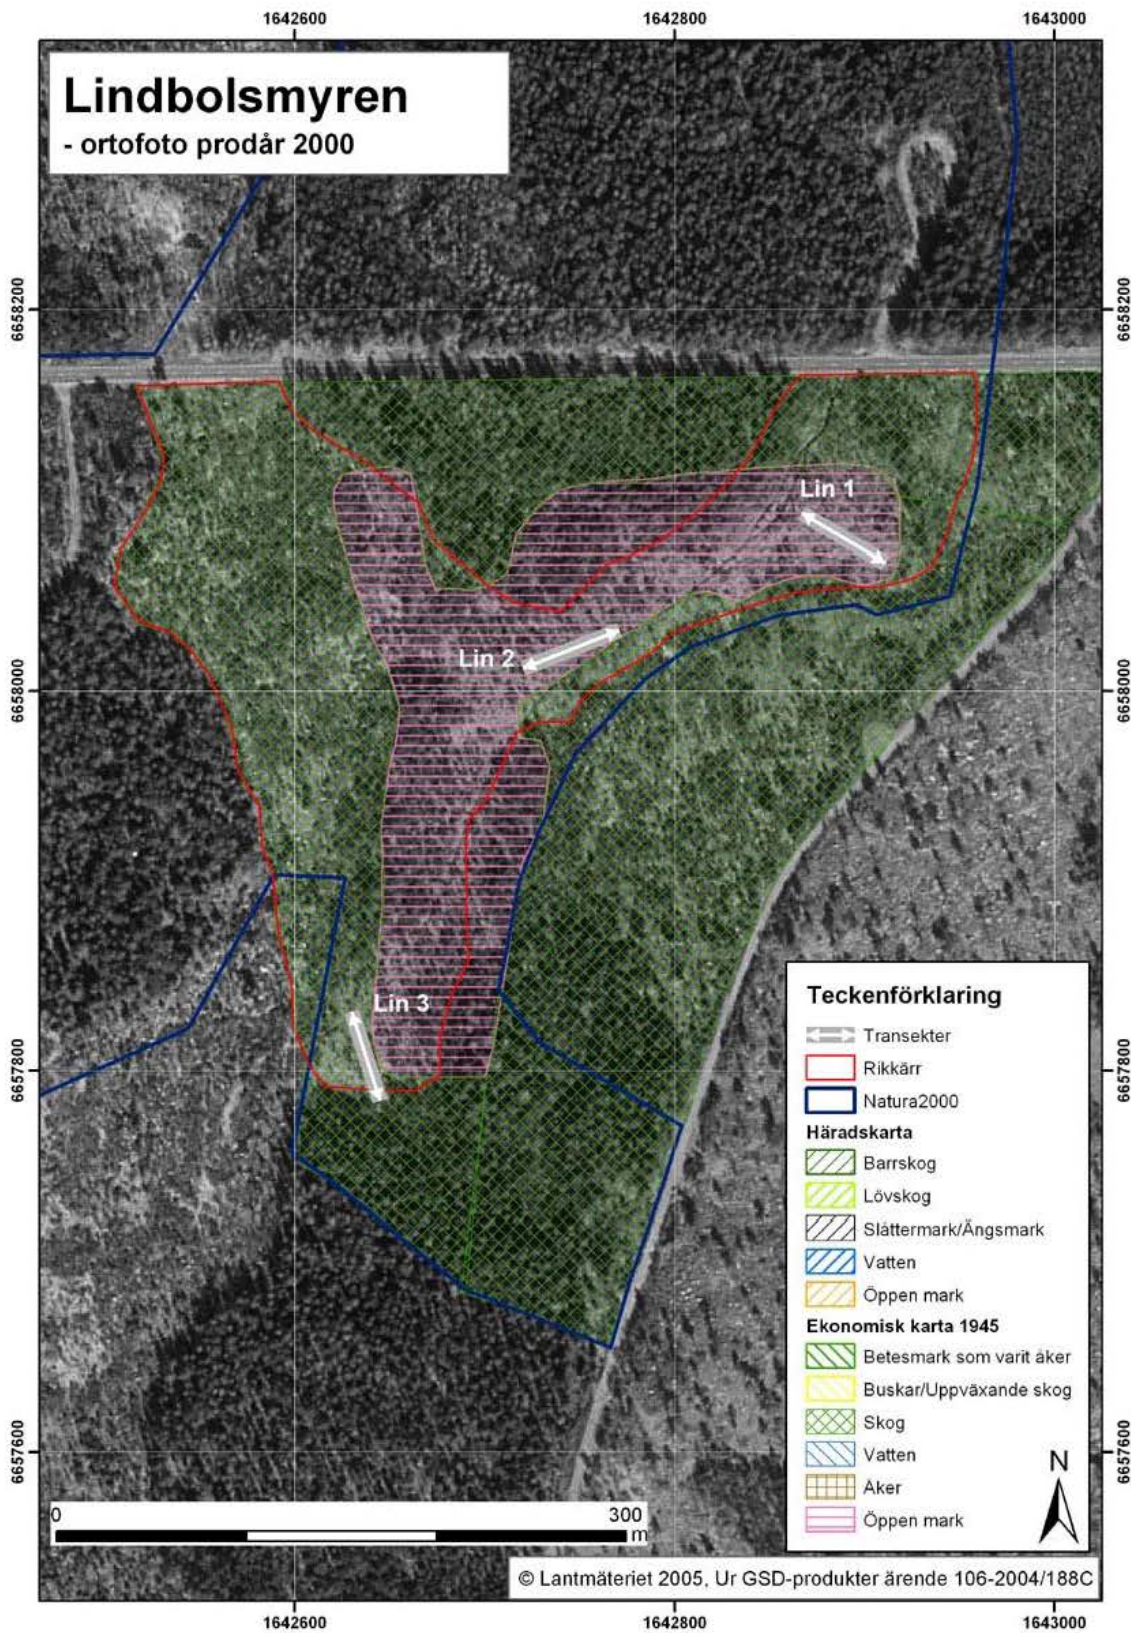 1642600 1642800 1643000
Lindbolsmyren
- ortofoto prodår 2000
6658200 6658200
Lin 1
Lin 2
6658000 6658000
Lin 3
6657800 6657800
Teckenförklaring
Transekter
Rikkärr
Natura2000
Häradskarta
Barrskog
Lövskog
Slåttermark/Ängsmark
Vatten
Öppen mark
Ekonomisk karta 1945
Betesmark som varit åker
Buskar/Uppväxande skog
Skog
Vatten
Åker
Öppen mark
N
6657600 6657600
0 300
m
© Lantmäteriet 2005, Ur GSD-produkter ärende 106-2004/188C
1642600 1642800 1643000